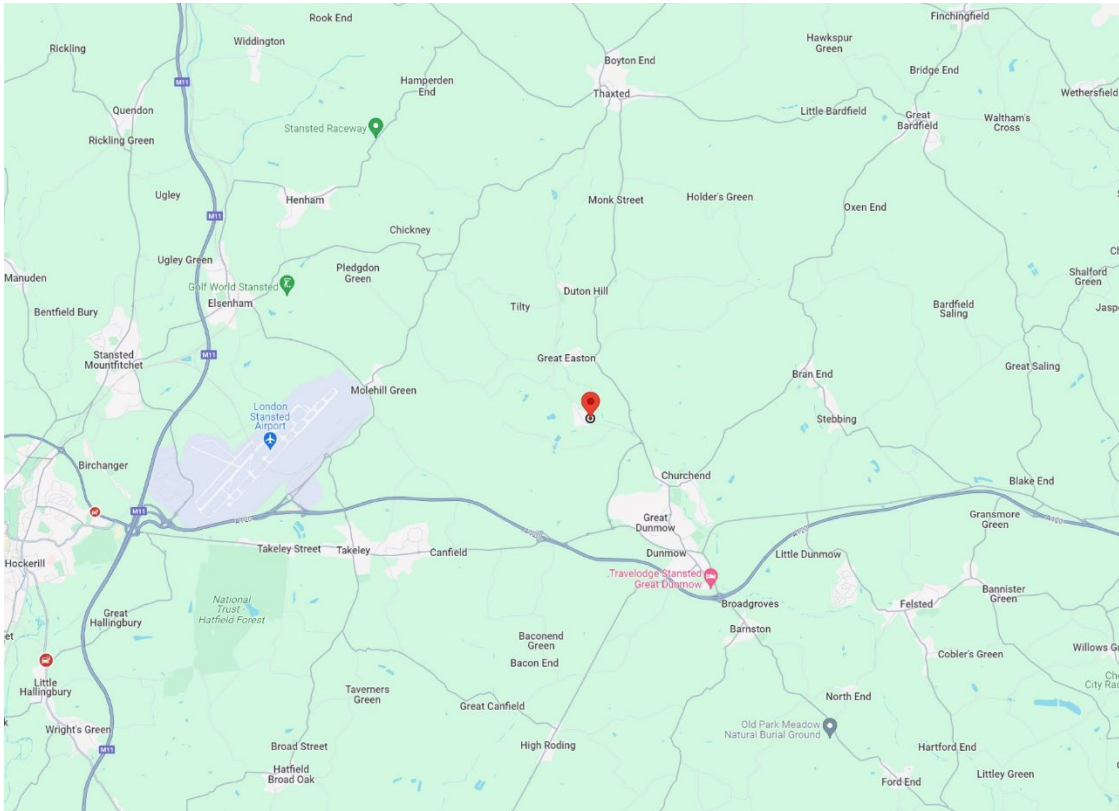 Rook End
Finchingfield
Rickling
Widdington
Hawkspur
Green
Boyton End
M11
Hamperden
End
Bridge End
Thaxted
Wethersfield
Quendon
Little Bardfield
Great
Bardfield
Waltham's
Cross
Rickling Green
Stansted Raceway
Ugley
Henham
Monk Street
Holder's Green
Oxen End
M11
Chickney
Ugley Green
Pledgdon
Green
Manuden
Shalford
Green
Golf World Stansted
Elsenham
Duton Hill
Tilty
Bardfield
Saling
Bentfield Bury
Jasp
Stansted
Mountfitchet
M11
Great Easton
Great Saling
Bran End
Molehill Green
London
Stansted
Airport
Stebbing
Birchanger
Churchend
Blake End
M11
Great
Dunmow
Gransmore
Green
Takeley Street
Takeley
Canfield
Dunmow
Little Dunmow
Hockerill
Travelodge Stansted
Great Dunmow
Bannister
Green
National
Trust -
Hatfield Forest
Broadgroves
Felsted
Great
Hallingbury
Barnston
Baconend
Green
Willows Gr
Cobler's Green
Bacon End
Little
Hallingbury
City Rac
Taverners
Green
North End
Great Canfield
Wright's Green
Old Park Meadow
Natural Burial Ground
M11
Broad Street
High Roding
Hartford End
Hatfield
Broad Oak
Littley Green
Ford End